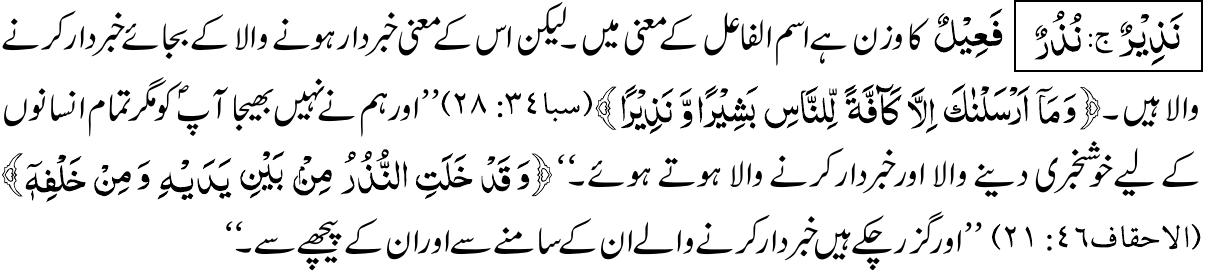 نَذِيْرٌ ج: نُذُرٌ فَعِيْلٌ کا وزن ہے اسم الفاعل کے معنی میں۔ لیکن اس کے معنی خبردار ہونے والا کے بجائے خبردار کرنے
والا ہیں۔ ﴿وَمَآ اَرْسَلْنٰكَ اِلَّا كَآفَّةً لِّلنَّاسِ بَشِيْرًا وَّ نَذِيْرًا﴾ (سبا ۳۴: ۲۸) ’’اور ہم نے نہیں بھیجا آپؐ کو مگر تمام انسانوں
کے لیے خوشخبری دینے والا اور خبردار کرنے والا ہوتے ہوئے۔‘‘ ﴿وَقَدْ خَلَتِ النُّذُرُ مِنْۢ بَيْنِ يَدَيْهِ وَمِنْ خَلْفِهٖٓ﴾
(الاحقاف ۴۶: ۲۱) ’’اور گزر چکے ہیں خبردار کرنے والے ان کے سامنے سے اور ان کے پیچھے سے۔‘‘